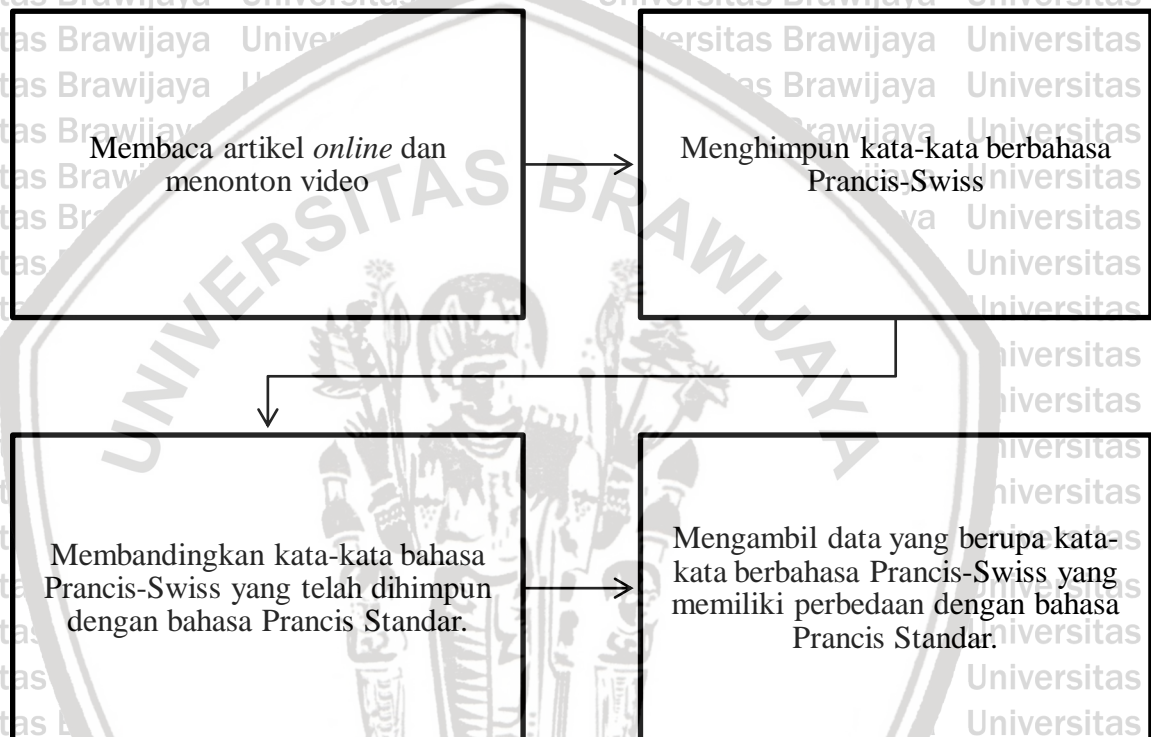 Membaca artikel online dan
menonton video
Menghimpun kata-kata berbahasa
Prancis-Swiss
Membandingkan kata-kata bahasa
Prancis-Swiss yang telah dihimpun
dengan bahasa Prancis Standar.
Mengambil data yang berupa kata-
kata berbahasa Prancis-Swiss yang
memiliki perbedaan dengan bahasa
Prancis Standar.
UNIVERSITAS BRAWIJAYA